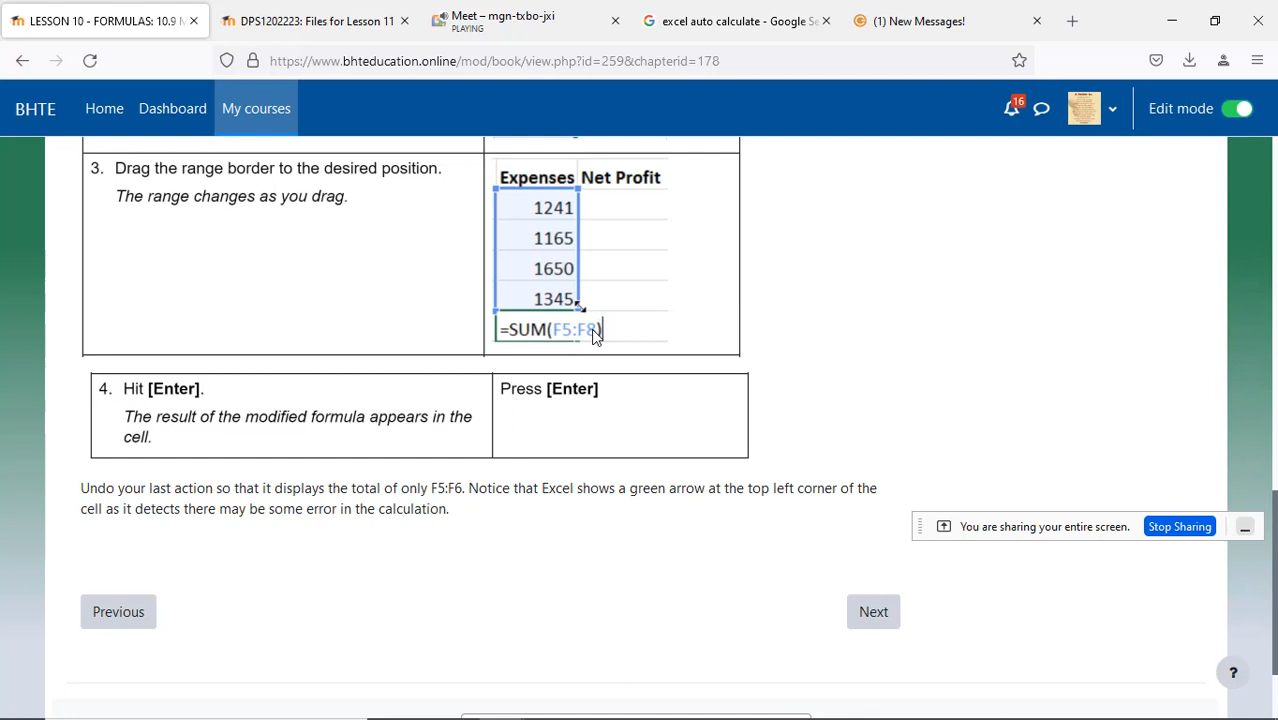 LESSON 10 - FORMULAS: 10.9 M
DPS1202223: Files for Lesson 11
Meet – mgn-txbo-jxi
PLAYING
excel auto calculate - Google Se
(1) New Messages!
https://www.bhteducation.online/mod/book/view.php?id=259&chapterid=178
BHTE
Home
Dashboard
My courses
16
Edit mode
3. Drag the range border to the desired position.
The range changes as you drag.
Expenses Net Profit
1241
1165
1650
1345
=SUM(F5:F8)
4. Hit [Enter].
The result of the modified formula appears in the
cell.
Press [Enter]
Undo your last action so that it displays the total of only F5:F6. Notice that Excel shows a green arrow at the top left corner of the
cell as it detects there may be some error in the calculation.
You are sharing your entire screen.
Stop Sharing
Previous
Next
?